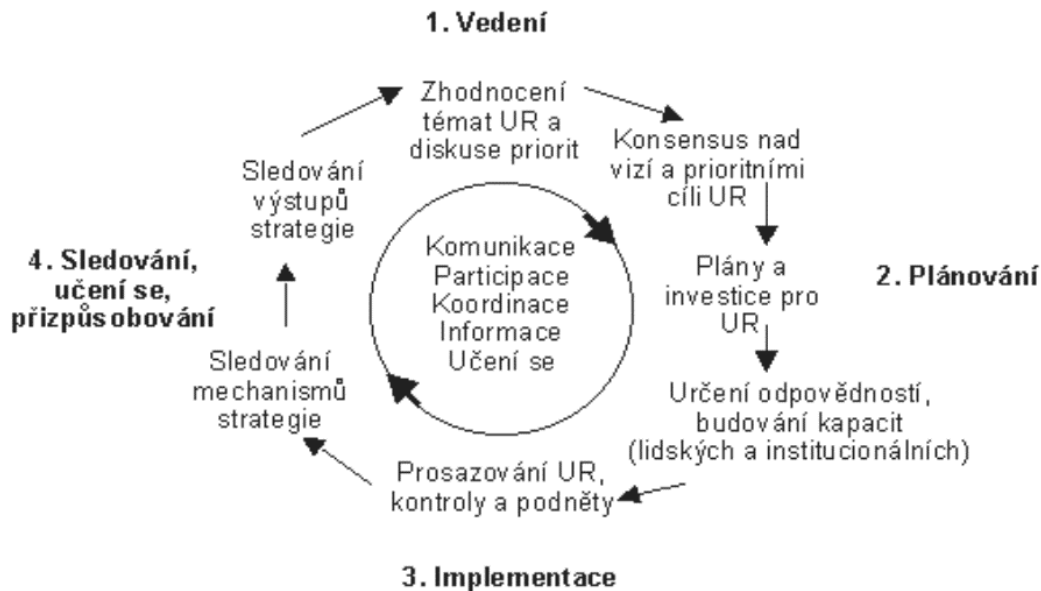 1. Vedení
Zhodnocení
témat UR a
diskuse priorit
Konsensus nad
vizí a prioritními
cíli UR
Plány a
investice pro
UR
2. Plánování
Určení odpovědností,
budování kapacit
(lidských a institucionálních)
Prosazování UR,
kontroly a podněty
3. Implementace
Sledování
mechanismů
strategie
4. Sledování,
učení se,
přizpůsobování
Sledování
výstupů
strategie
Komunikace
Participace
Koordinace
Informace
Učení se